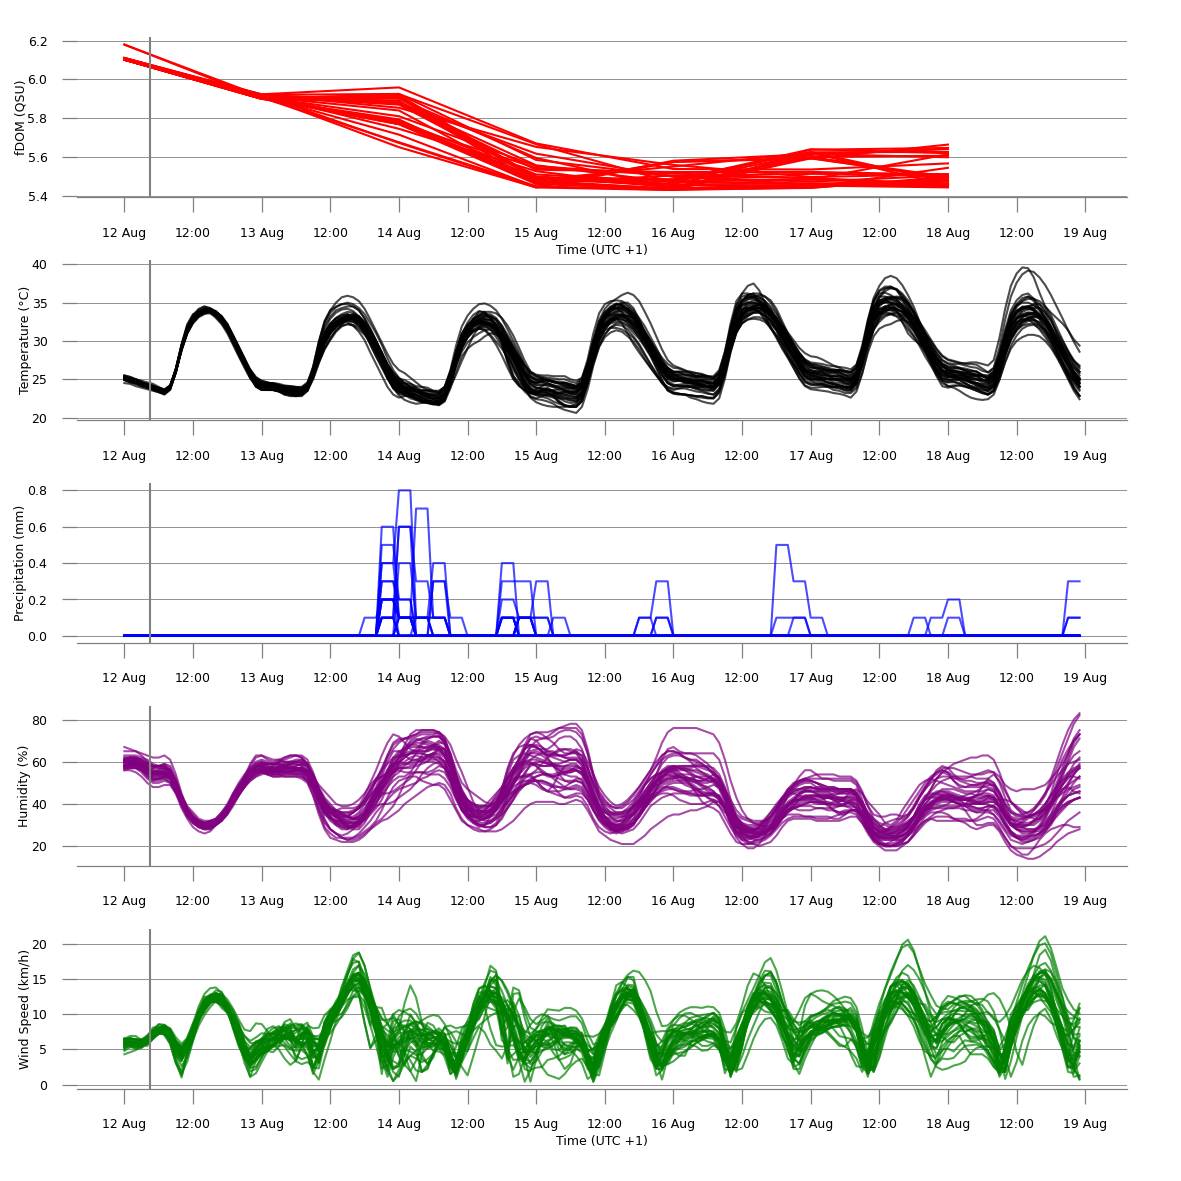 fDOM (QSU)
6.2
6.0
5.8
5.6
5.4
12 Aug 12:00 13 Aug 12:00 14 Aug 12:00 15 Aug 12:00 16 Aug 12:00 17 Aug 12:00 18 Aug 12:00 19 Aug
Time (UTC +1)
Temperature (°C)
40
35
30
25
20
12 Aug 12:00 13 Aug 12:00 14 Aug 12:00 15 Aug 12:00 16 Aug 12:00 17 Aug 12:00 18 Aug 12:00 19 Aug
Precipitation (mm)
0.8
0.6
0.4
0.2
0.0
12 Aug 12:00 13 Aug 12:00 14 Aug 12:00 15 Aug 12:00 16 Aug 12:00 17 Aug 12:00 18 Aug 12:00 19 Aug
Humidity (%)
80
60
40
20
12 Aug 12:00 13 Aug 12:00 14 Aug 12:00 15 Aug 12:00 16 Aug 12:00 17 Aug 12:00 18 Aug 12:00 19 Aug
Wind Speed (km/h)
20
15
10
5
0
12 Aug 12:00 13 Aug 12:00 14 Aug 12:00 15 Aug 12:00 16 Aug 12:00 17 Aug 12:00 18 Aug 12:00 19 Aug
Time (UTC +1)